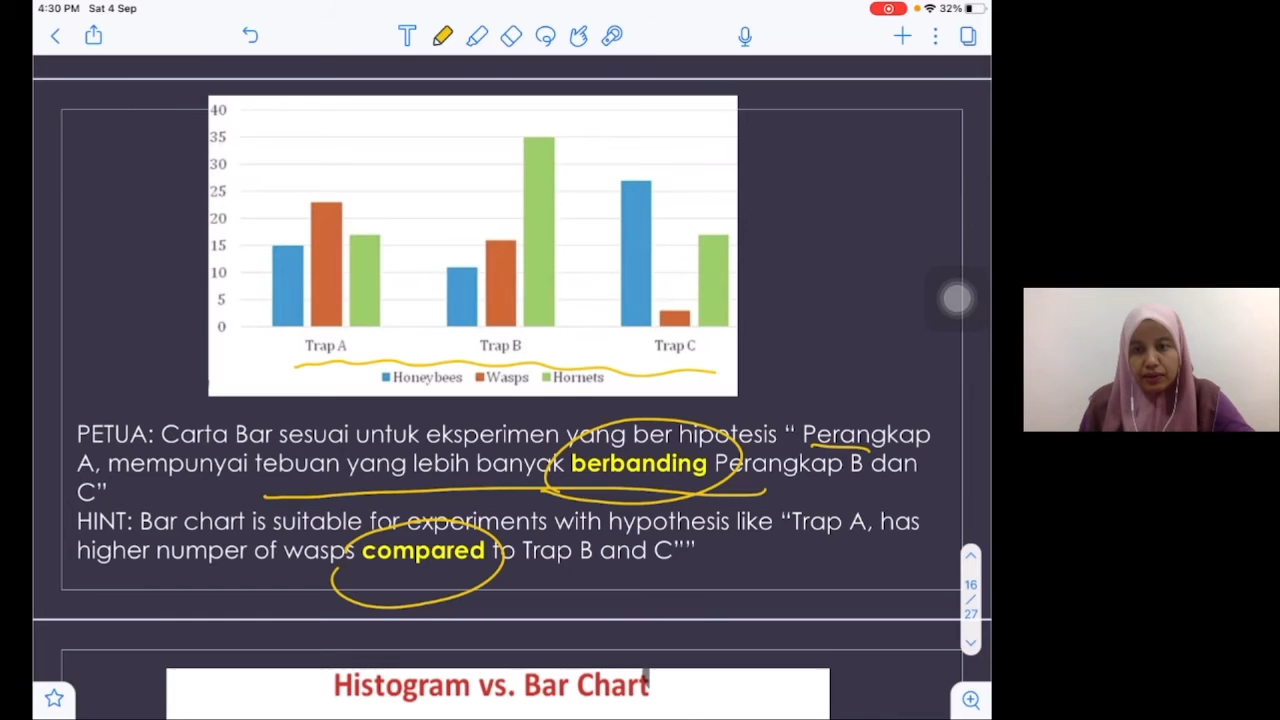 4:30 PM Sat 4 Sep
32%
40
35
30
25
20
15
10
5
0
Trap A Trap B Trap C
Honeybees Wasps Hornets
PETUA: Carta Bar sesuai untuk eksperimen yang ber hipotesis “ Perangkap
A, mempunyai tebuan yang lebih banyak berbanding Perangkap B dan
C”
HINT: Bar chart is suitable for experiments with hypothesis like “Trap A, has
higher numper of wasps compared to Trap B and C””
16
/
27
Histogram vs. Bar Chart